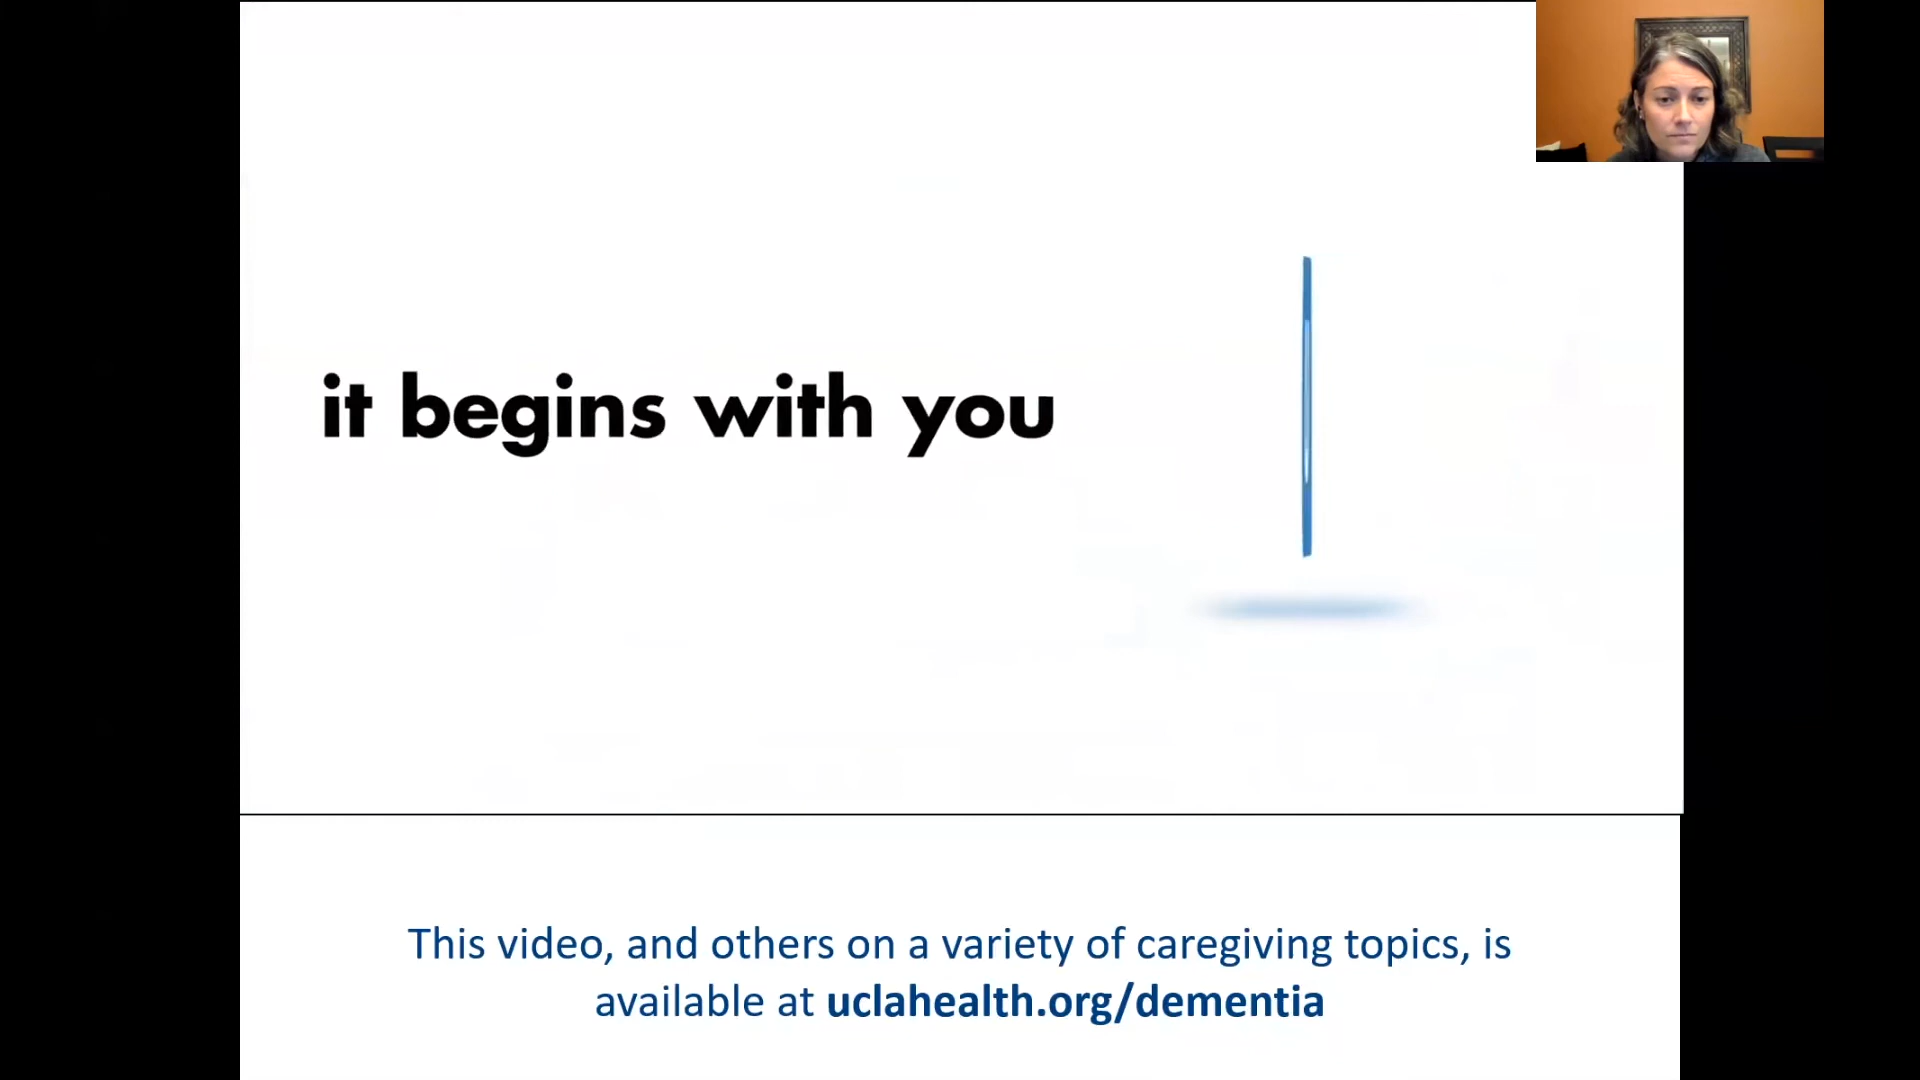 it begins with you
This video, and others on a variety of caregiving topics, is
available at uclahealth.org/dementia